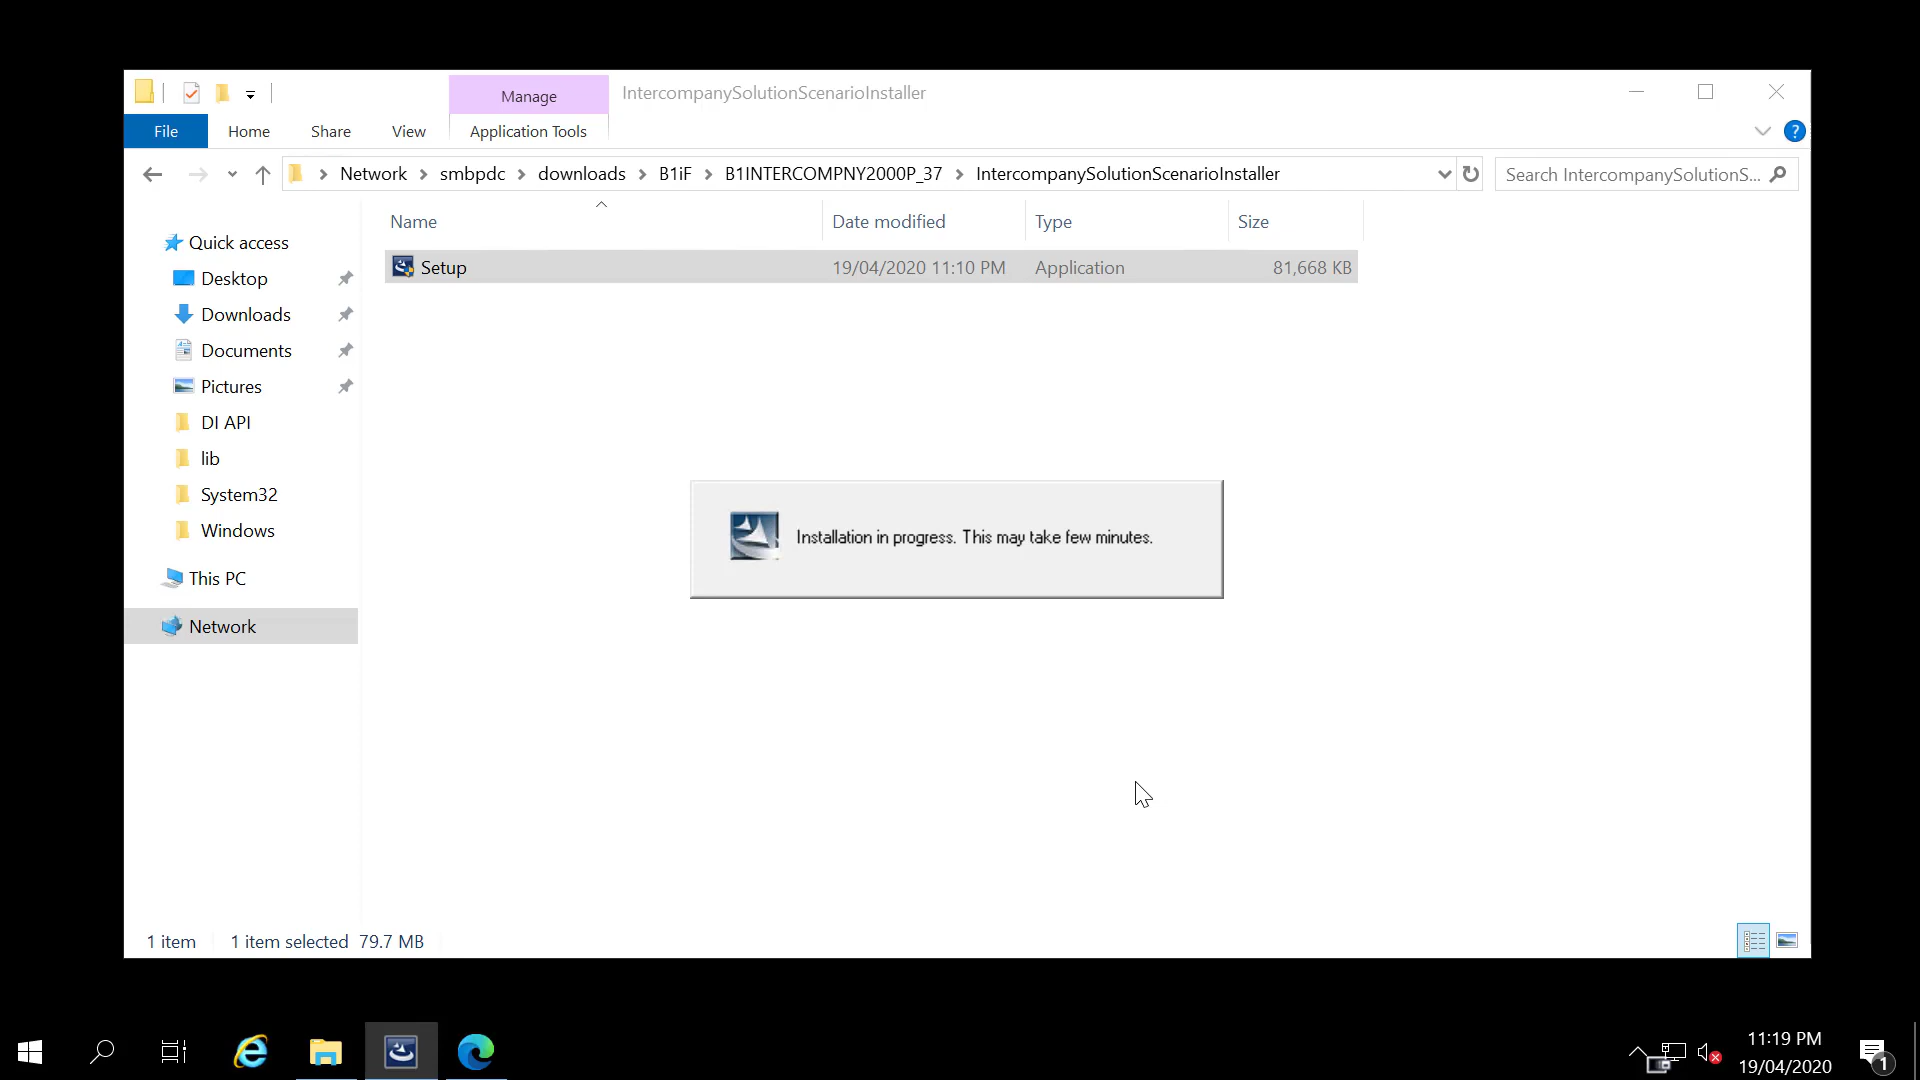 Manage
IntercompanySolutionScenarioInstaller
File
Home
Share
View
Application Tools
?
Network
smbpdc
downloads
B1iF
B1INTERCOMPNY2000P_37
IntercompanySolutionScenarioInstaller
Search IntercompanySolutionS...
Name
Date modified
Type
Size
Setup
19/04/2020 11:10 PM
Application
81,668 KB
Quick access
Desktop
Downloads
Documents
Pictures
DI API
lib
System32
Windows
This PC
Network
Installation in progress. This may take few minutes.
1 item
1 item selected 79.7 MB
11:19 PM
19/04/2020
1